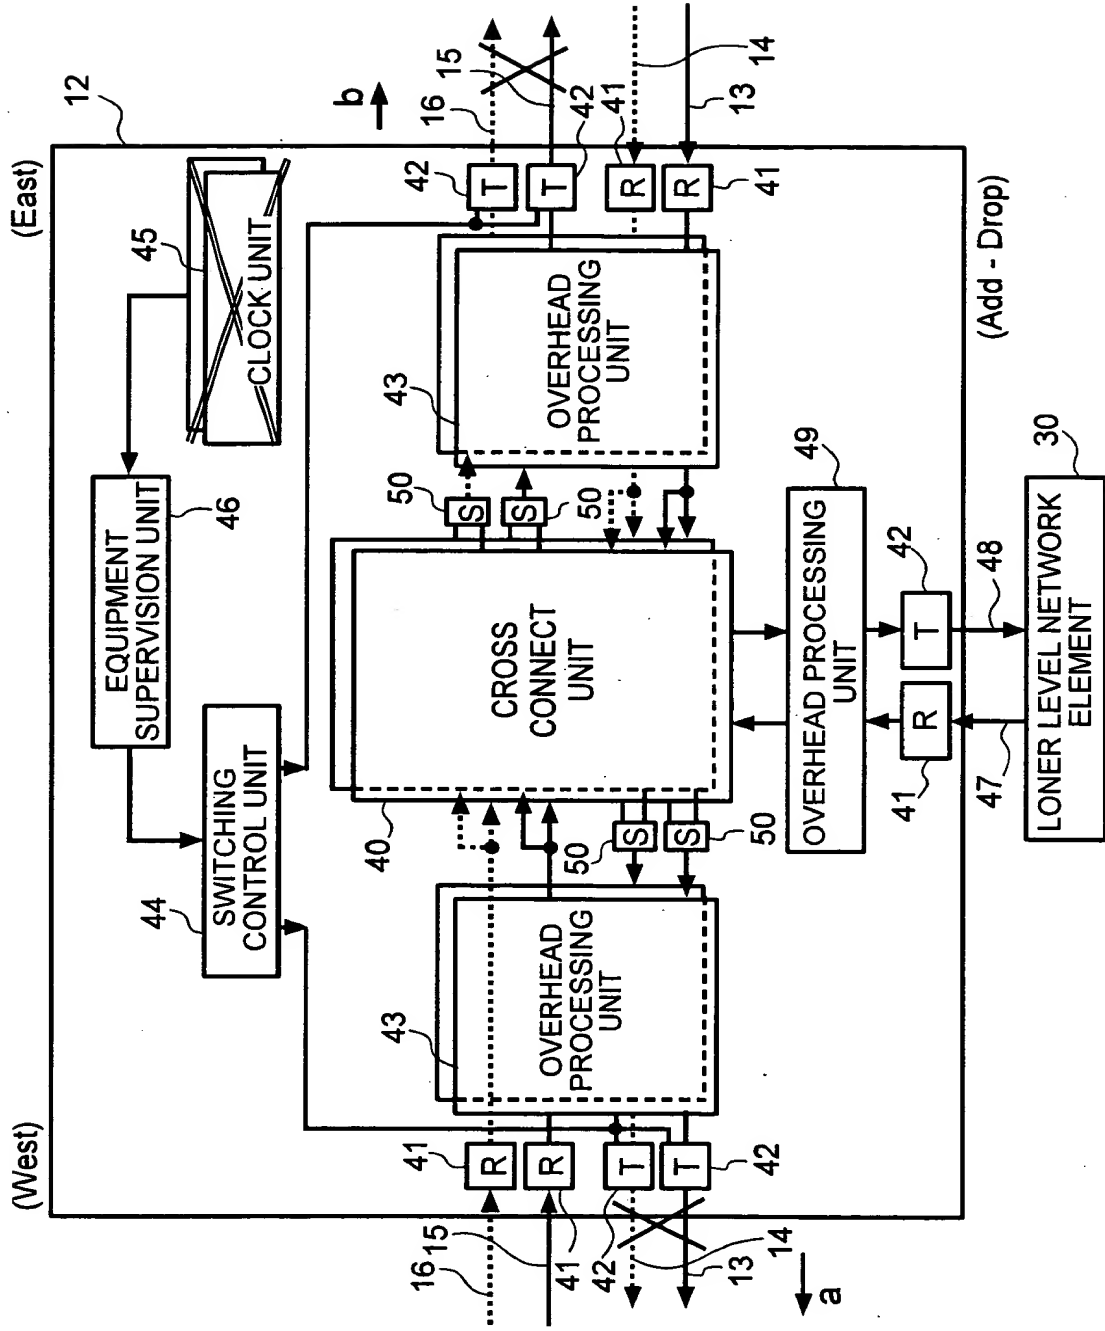 (West)
(East)
12
45
CLOCK UNIT
EQUIPMENT
SUPERVISION UNIT
46
SWITCHING
CONTROL UNIT
44
b
16
15
42
T
42
T
41
R
41
R
14
13
43
OVERHEAD
PROCESSING
UNIT
50
S
50
S
CROSS
CONNECT
UNIT
40
50
S
50
S
43
OVERHEAD
PROCESSING
UNIT
16
15
41
R
41
R
42
T
42
T
14
13
a
(Add - Drop)
49
OVERHEAD PROCESSING
UNIT
42
T
48
41
R
47
30
LONER LEVEL NETWORK
ELEMENT